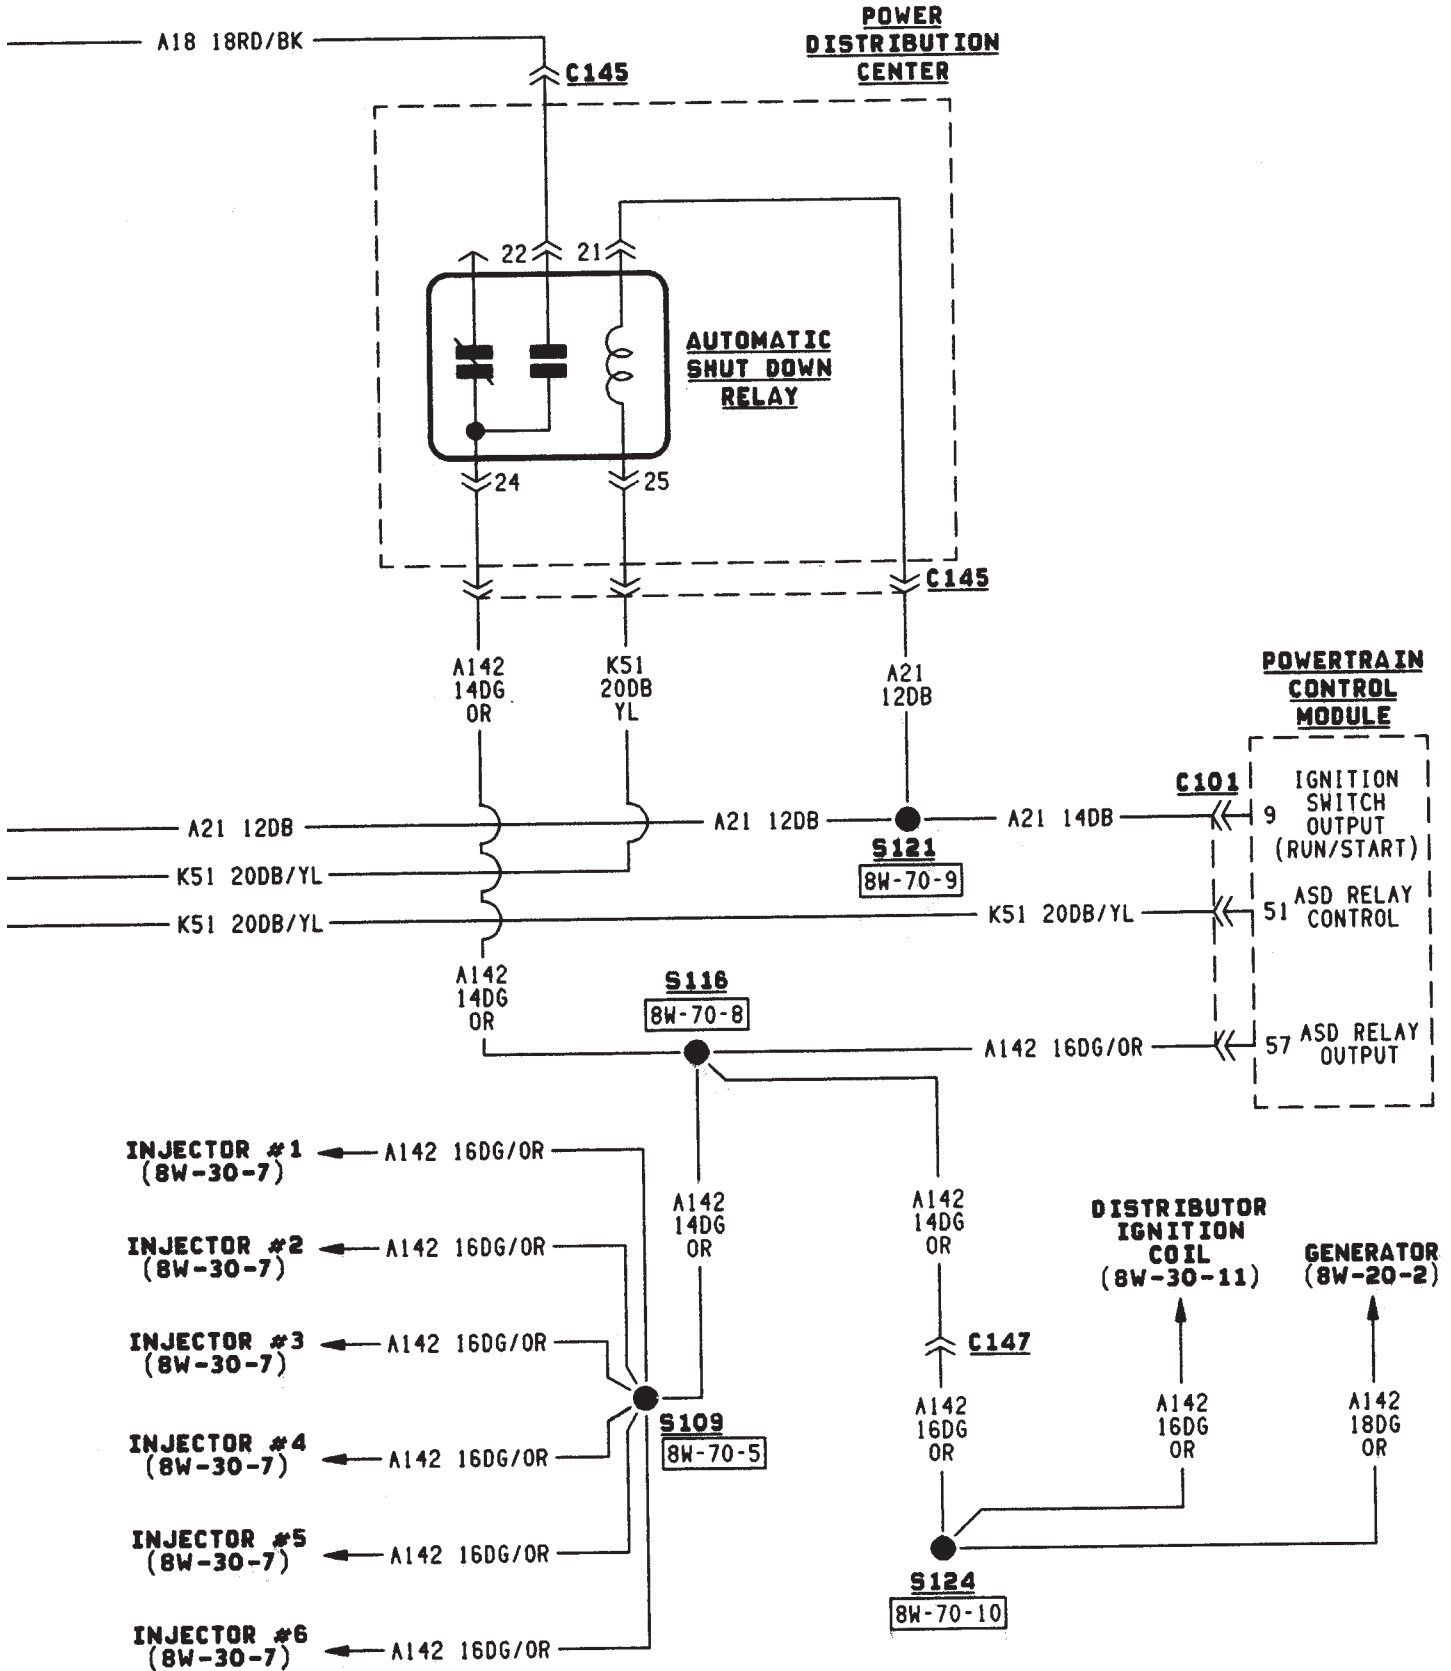 POWER
DISTRIBUTION
CENTER
A18 18RD/BK
C145
22
21
AUTOMATIC
SHUT DOWN
RELAY
24
25
C145
A142
14DG
OR
K51
20DB
YL
A21
12DB
POWERTRAIN
CONTROL
MODULE
C101
9
IGNITION
SWITCH
OUTPUT
(RUN/START)
A21 12DB
A21 12DB
A21 14DB
S121
8W-70-9
K51 20DB/YL
K51 20DB/YL
K51 20DB/YL
51
ASD RELAY
CONTROL
A142
14DG
OR
S116
8W-70-8
A142 16DG/OR
57
ASD RELAY
OUTPUT
INJECTOR #1
(8W-30-7)
A142 16DG/OR
INJECTOR #2
(8W-30-7)
A142 16DG/OR
INJECTOR #3
(8W-30-7)
A142 16DG/OR
INJECTOR #4
(8W-30-7)
A142 16DG/OR
INJECTOR #5
(8W-30-7)
A142 16DG/OR
INJECTOR #6
(8W-30-7)
A142 16DG/OR
A142
14DG
OR
S109
8W-70-5
A142
14DG
OR
C147
A142
16DG
OR
DISTRIBUTOR
IGNITION
COIL
(8W-30-11)
GENERATOR
(8W-20-2)
A142
16DG
OR
A142
18DG
OR
S124
8W-70-10